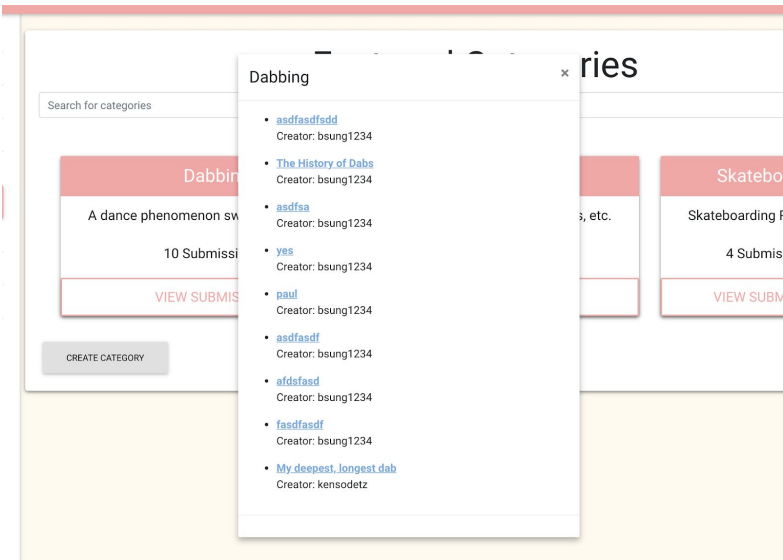 ries
Search for categories
Dabbin
A dance phenomenon sw
10 Submissi
VIEW SUBMIS
CREATE CATEGORY
Dabbing ×
asdfasdfsdd
Creator: bsung1234
The History of Dabs
Creator: bsung1234
asdfsa
Creator: bsung1234
yes
Creator: bsung1234
paul
Creator: bsung1234
asdfasdf
Creator: bsung1234
afdsfasd
Creator: bsung1234
fasdfasdf
Creator: bsung1234
My deepest, longest dab
Creator: kensodetz
s, etc.
Skatebo
Skateboarding
4 Submis
VIEW SUBM